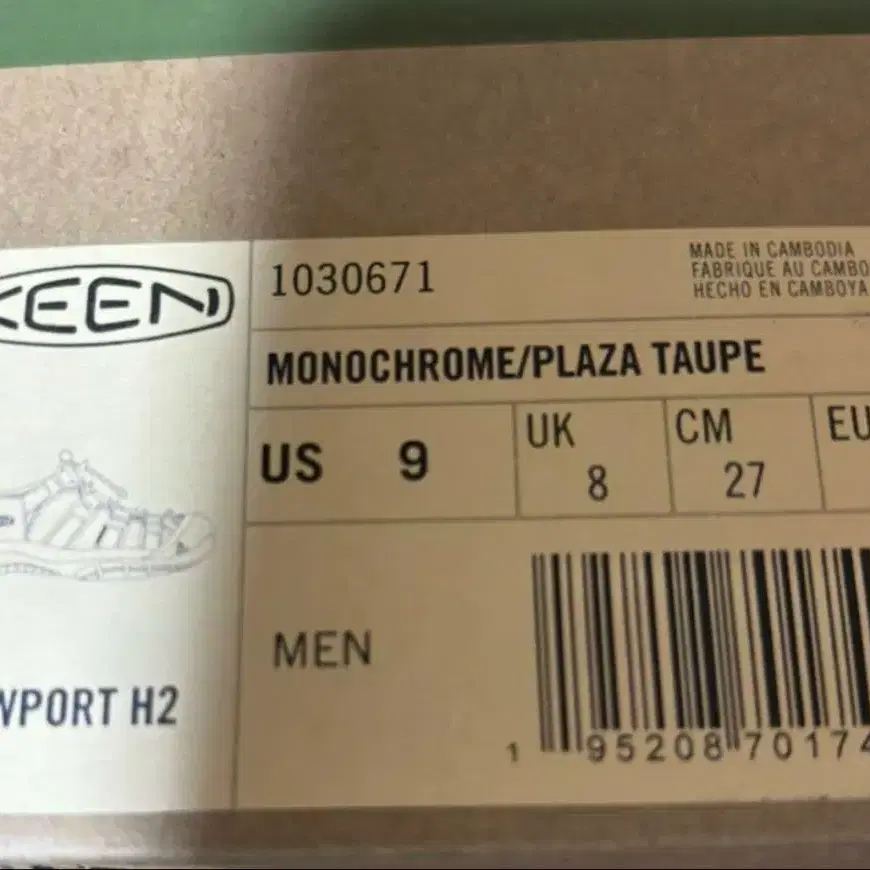 KEEN
1030671
MADE IN CAMBODIA
FABRIQUE AU CAMBO
HECHO EN CAMBOYA
MONOCHROME/PLAZA TAUPE
US 9
UK 8
CM 27
EU
MEN
WPORT H2
1 95208 70174